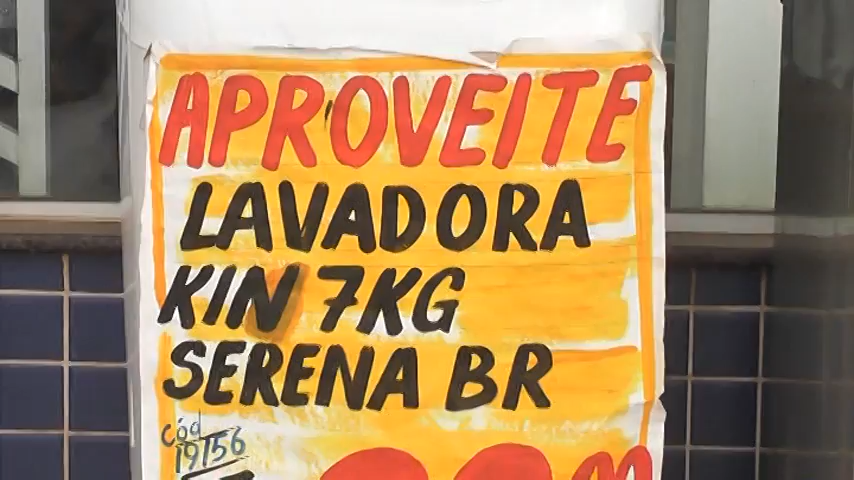 APROVEITE
LAVADORA
KIN 7KG
SERENA BR
Cód
19156